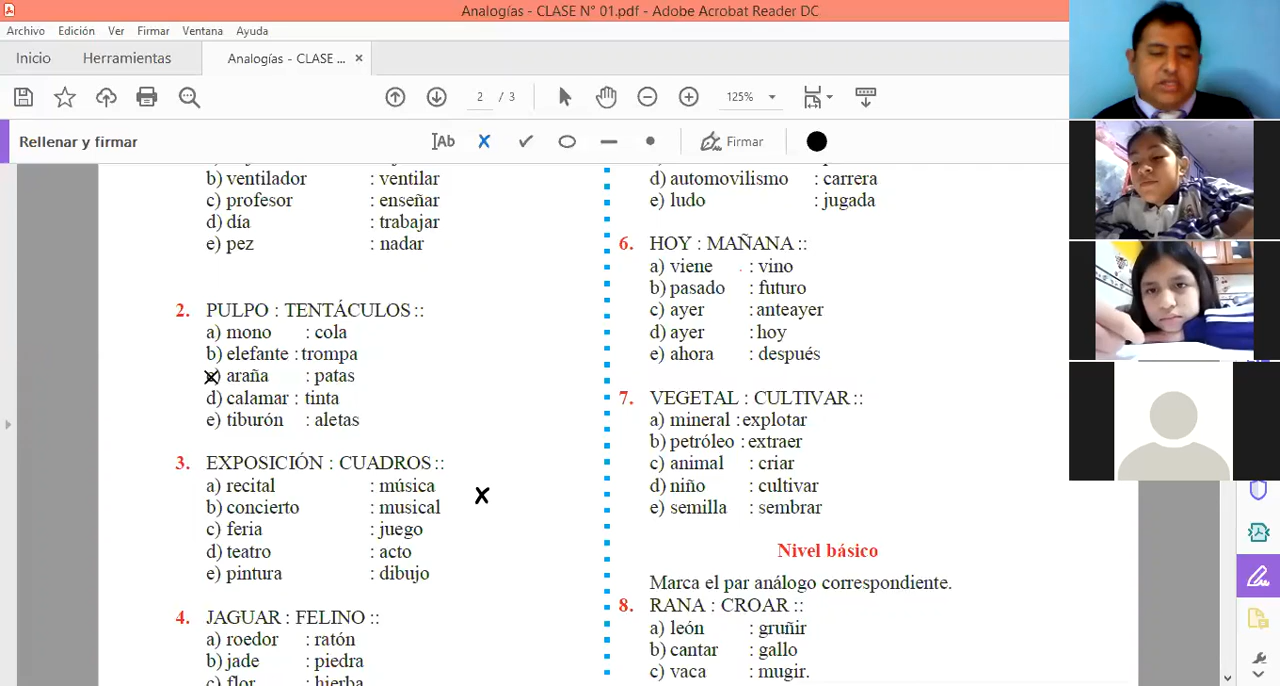 Analogías - CLASE N° 01.pdf - Adobe Acrobat Reader DC
Archivo Edición Ver Firmar Ventana Ayuda
Inicio Herramientas Analogías - CLASE ... ×
2 / 3 125%
Rellenar y firmar Ab Firmar
b) ventilador : ventilar
c) profesor : enseñar
d) día : trabajar
e) pez : nadar
2. PULPO : TENTÁCULOS ::
a) mono : cola
b) elefante : trompa
araña : patas
d) calamar : tinta
e) tiburón : aletas
3. EXPOSICIÓN : CUADROS ::
a) recital : música
b) concierto : musical
c) feria : juego
d) teatro : acto
e) pintura : dibujo
4. JAGUAR : FELINO ::
a) roedor : ratón
b) jade : piedra
c) flor : hierba
d) automovilismo : carrera
e) ludo : jugada
6. HOY : MAÑANA ::
a) viene : vino
b) pasado : futuro
c) ayer : anteayer
d) ayer : hoy
e) ahora : después
7. VEGETAL : CULTIVAR ::
a) mineral : explotar
b) petróleo : extraer
c) animal : criar
d) niño : cultivar
e) semilla : sembrar
Nivel básico
Marca el par análogo correspondiente.
8. RANA : CROAR ::
a) león : gruñir
b) cantar : gallo
c) vaca : mugir.